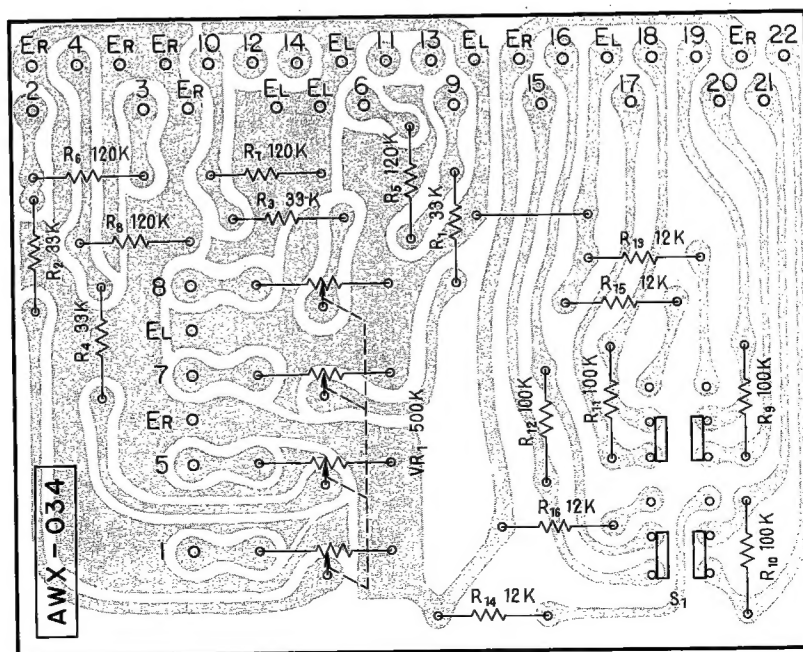 ER 4 ER ER 10 12 14 EL 11 13 EL ER 16 EL 18 19 ER 22
2 3 ER EL EL 6 9 15 17 20 21
R6 120K
R7 120K
R5 120K
R1 33K
R3 33K
R8 120K
R2 33K
R13 12K
R15 12K
8
R4 33K
EL
7
VR1 500K
R12 100K
R11 100K
R9 100K
ER
5
AWX-034
1
R16 12K
R10 100K
R14 12K
S1